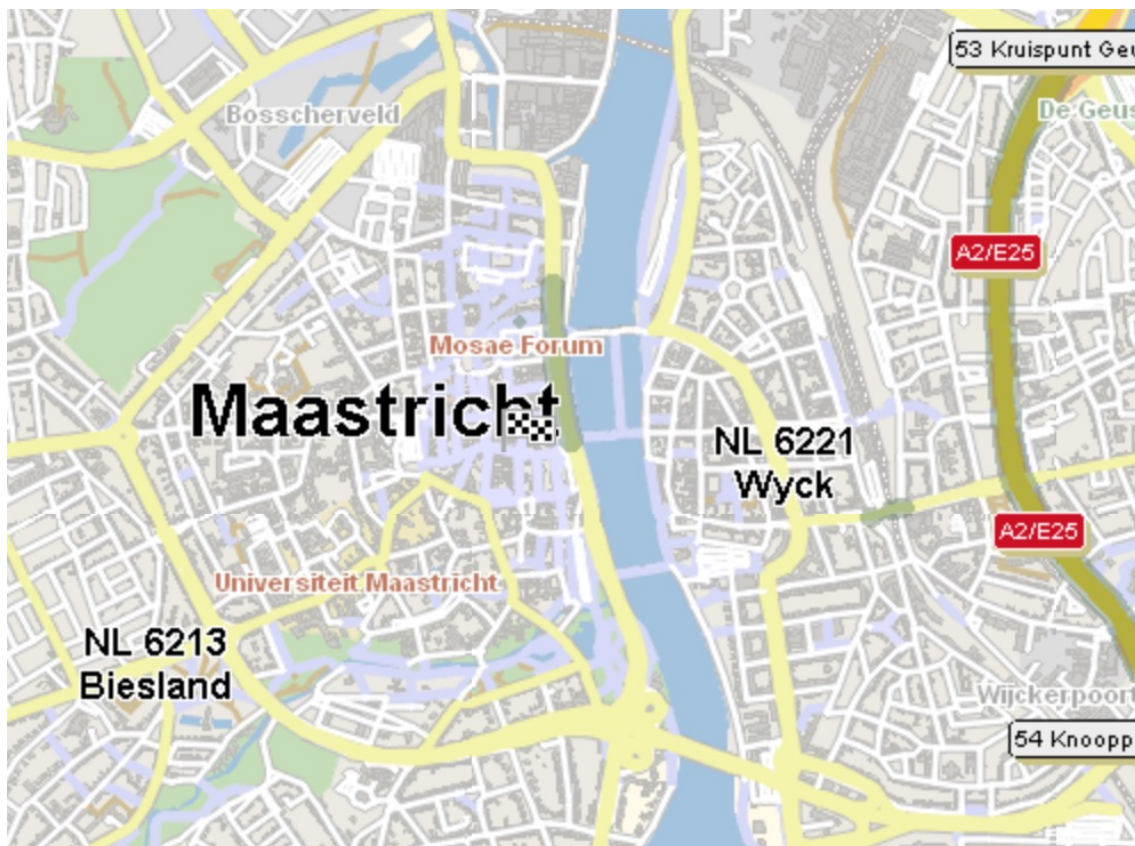 53 Kruispunt Geu
De Geus
Bosscherveld
A2/E25
Mosae Forum
Maastricht
NL 6221
Wyck
A2/E25
Universiteit Maastricht
NL 6213
Biesland
Wijckerpoort
54 Knoopp